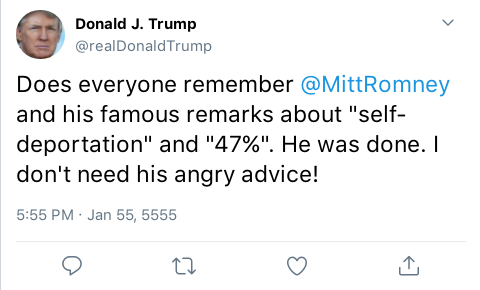 Donald J. Trump
@realDonaldTrump
Does everyone remember @MittRomney
and his famous remarks about "self-
deportation" and "47%". He was done. I
don't need his angry advice!
5:55 PM · Jan 55, 5555